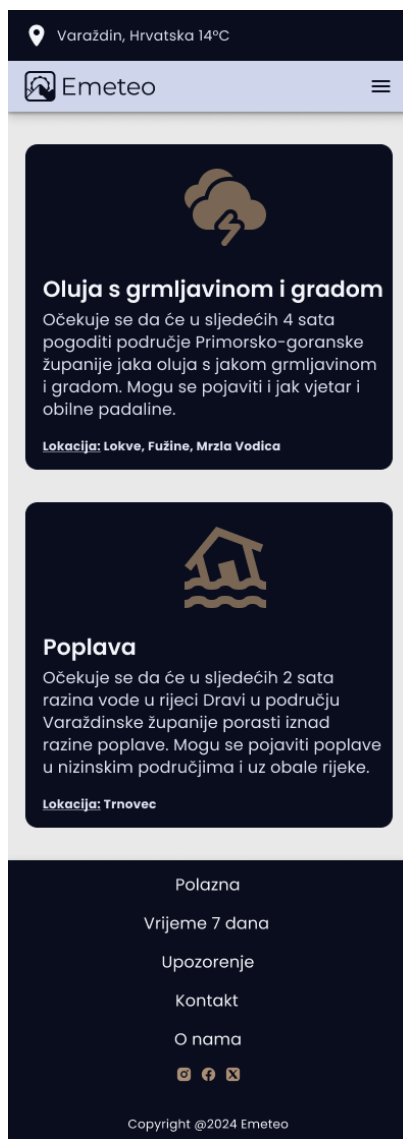 Varaždin, Hrvatska 14°C
Emeteo
Oluja s grmljavinom i gradom
Očekuje se da će u sljedećih 4 sata
pogoditi područje Primorsko-goranske
županije jaka oluja s jakom grmljavinom
i gradom. Mogu se pojaviti i jak vjetar i
obilne padaline.
Lokacija: Lokve, Fužine, Mrzla Vodica
Poplava
Očekuje se da će u sljedećih 2 sata
razina vode u rijeci Dravi u području
Varaždinske županije porasti iznad
razine poplave. Mogu se pojaviti poplave
u nizinskim područjima i uz obale rijeke.
Lokacija: Trnovec
Polazna
Vrijeme 7 dana
Upozorenje
Kontakt
O nama
Copyright @2024 Emeteo